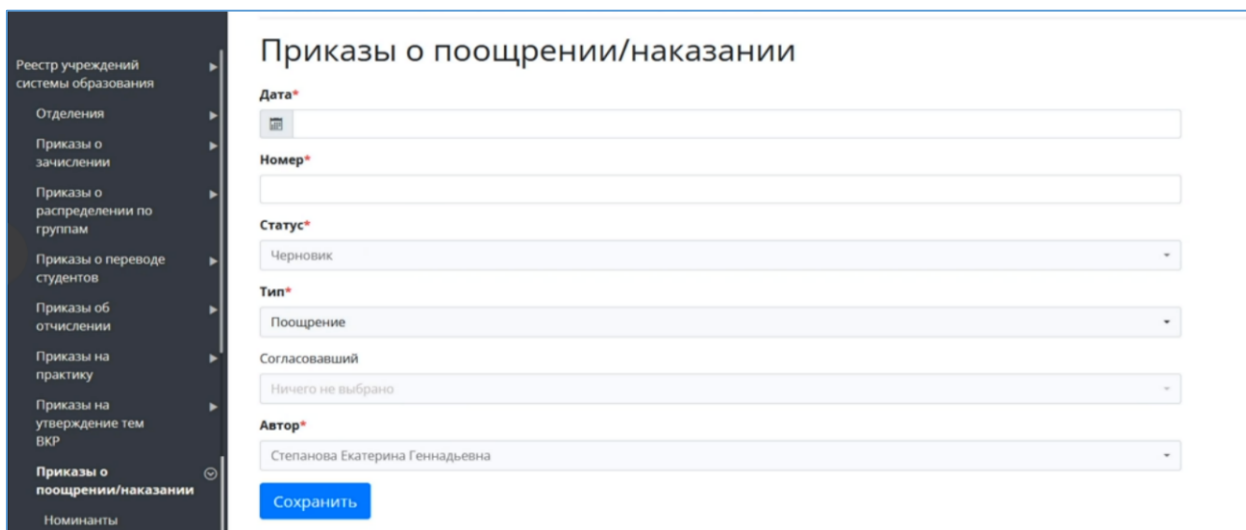 Реестр учреждений
системы образования
Отделения
Приказы о
зачислении
Приказы о
распределении по
группам
Приказы о переводе
студентов
Приказы об
отчислении
Приказы на
практику
Приказы на
утверждение тем
ВКР
Приказы о
поощрении/наказании
Номинанты
Приказы о поощрении/наказании
Дата*
Номер*
Статус*
Черновик
Тип*
Поощрение
Согласовавший
Ничего не выбрано
Автор*
Степанова Екатерина Геннадьевна
Сохранить